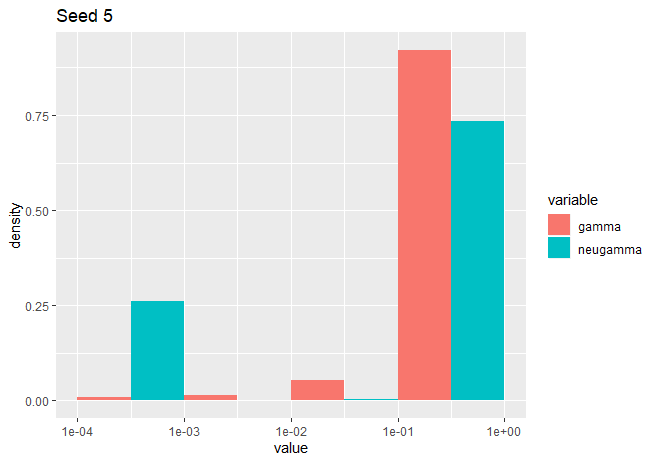 Seed 5
density
0.75
0.50
0.25
0.00
1e-04 1e-03 1e-02 1e-01 1e+00
value
variable
gamma
neugamma